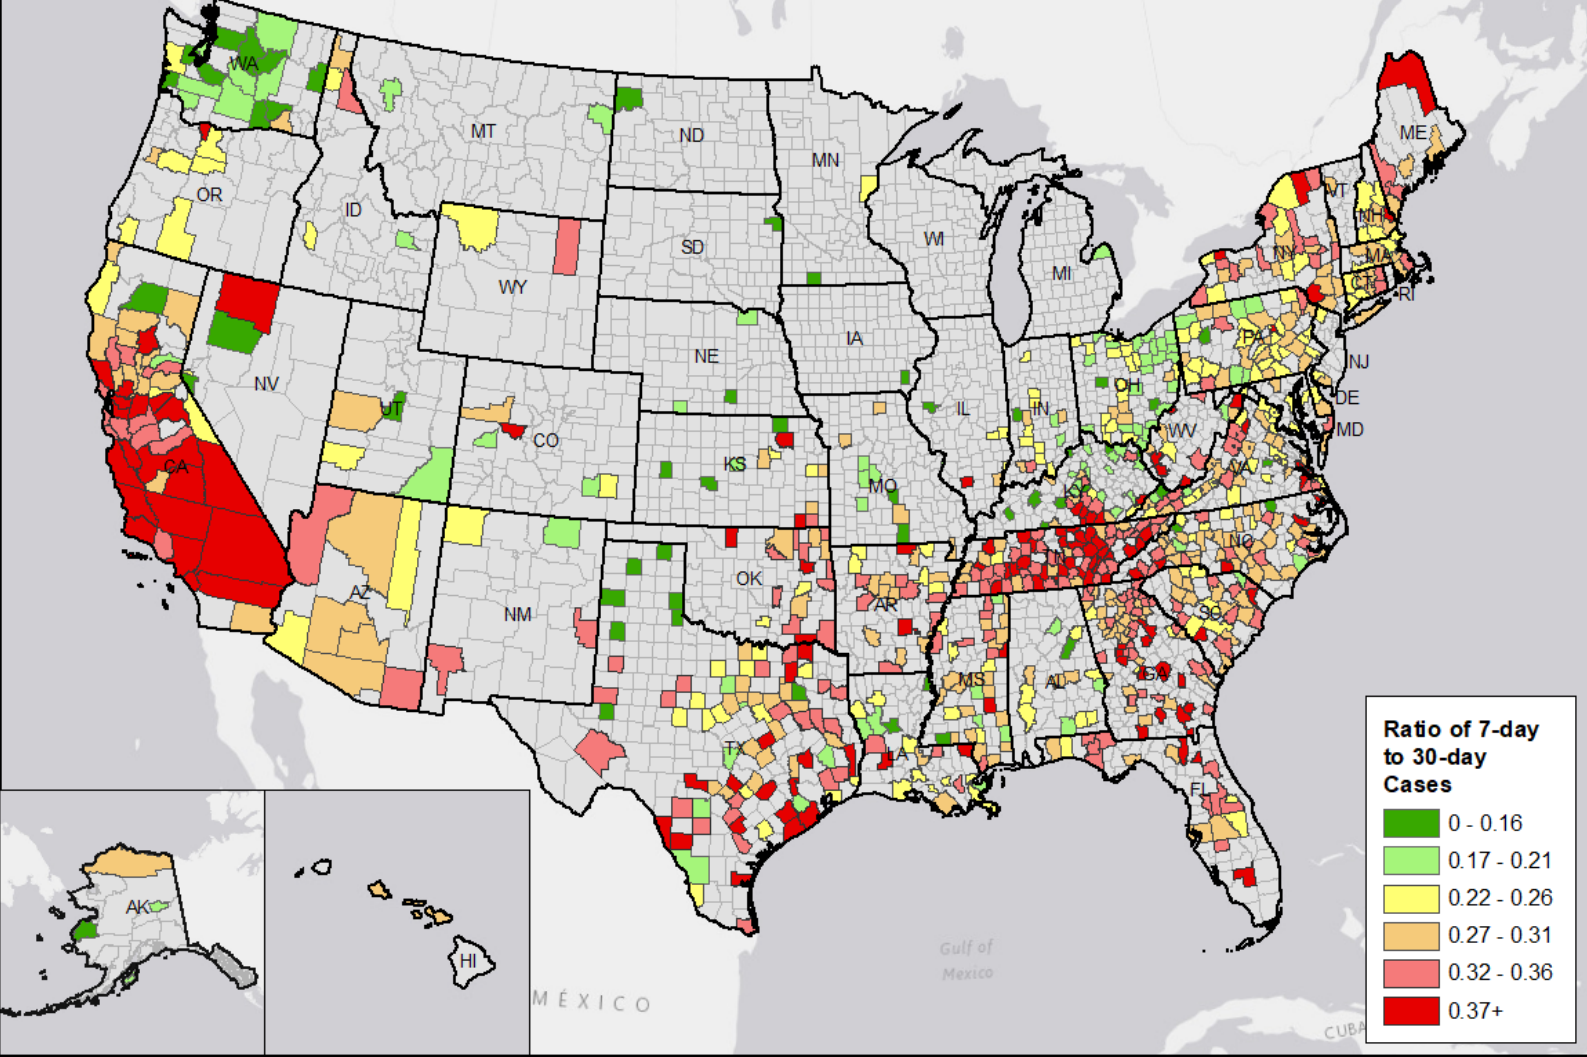 WA
MT
ND
MN
ME
OR
ID
SD
WI
MI
VT
NH
NY
MA
CT
RI
WY
NE
IA
PA
NJ
NV
UT
CO
IL
IN
OH
DE
MD
WV
CA
KS
MO
KY
VA
AZ
NM
OK
AR
TN
NC
SC
MS
AL
GA
TX
LA
FL
AK
HI
Gulf of
Mexico
MÉXICO
CUBA
Ratio of 7-day
to 30-day
Cases
0 - 0.16
0.17 - 0.21
0.22 - 0.26
0.27 - 0.31
0.32 - 0.36
0.37+